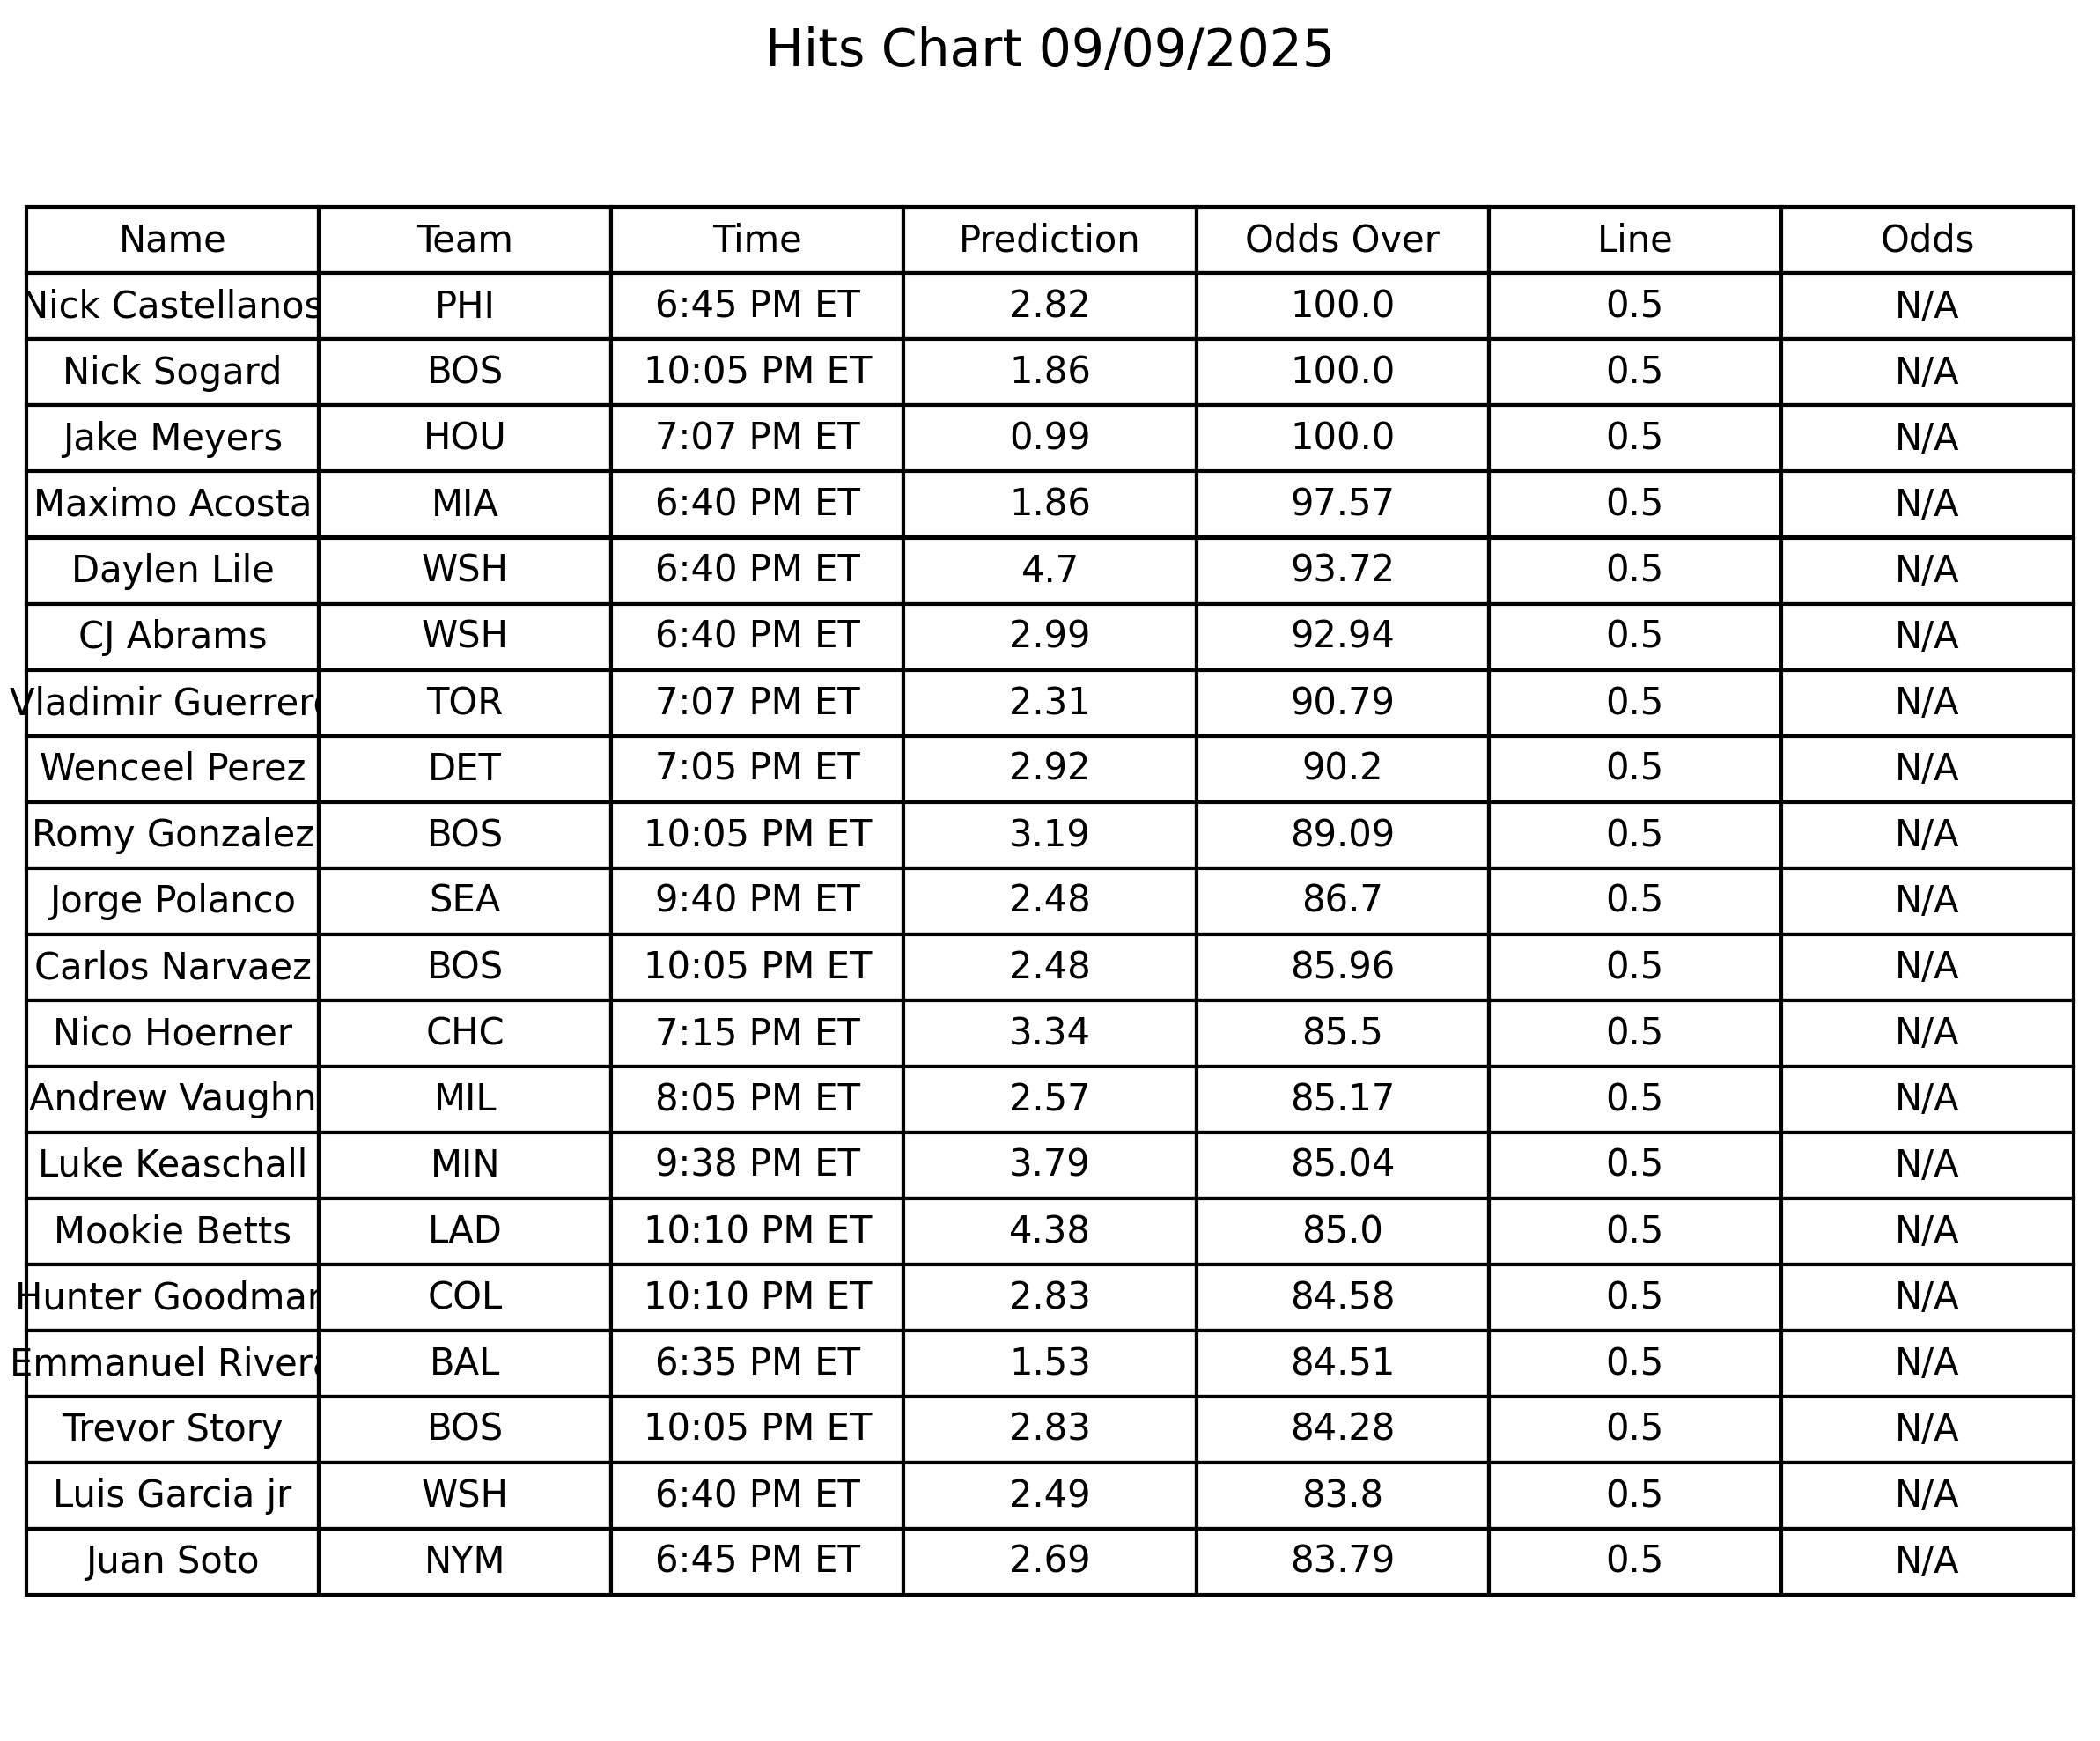 Hits Chart 09/09/2025
Name Team Time Prediction Odds Over Line Odds
Nick Castellanos PHI 6:45 PM ET 2.82 100.0 0.5 N/A
Nick Sogard BOS 10:05 PM ET 1.86 100.0 0.5 N/A
Jake Meyers HOU 7:07 PM ET 0.99 100.0 0.5 N/A
Maximo Acosta MIA 6:40 PM ET 1.86 97.57 0.5 N/A
Daylen Lile WSH 6:40 PM ET 4.7 93.72 0.5 N/A
CJ Abrams WSH 6:40 PM ET 2.99 92.94 0.5 N/A
Vladimir Guerrero TOR 7:07 PM ET 2.31 90.79 0.5 N/A
Wenceel Perez DET 7:05 PM ET 2.92 90.2 0.5 N/A
Romy Gonzalez BOS 10:05 PM ET 3.19 89.09 0.5 N/A
Jorge Polanco SEA 9:40 PM ET 2.48 86.7 0.5 N/A
Carlos Narvaez BOS 10:05 PM ET 2.48 85.96 0.5 N/A
Nico Hoerner CHC 7:15 PM ET 3.34 85.5 0.5 N/A
Andrew Vaughn MIL 8:05 PM ET 2.57 85.17 0.5 N/A
Luke Keaschall MIN 9:38 PM ET 3.79 85.04 0.5 N/A
Mookie Betts LAD 10:10 PM ET 4.38 85.0 0.5 N/A
Hunter Goodman COL 10:10 PM ET 2.83 84.58 0.5 N/A
Emmanuel Rivera BAL 6:35 PM ET 1.53 84.51 0.5 N/A
Trevor Story BOS 10:05 PM ET 2.83 84.28 0.5 N/A
Luis Garcia jr WSH 6:40 PM ET 2.49 83.8 0.5 N/A
Juan Soto NYM 6:45 PM ET 2.69 83.79 0.5 N/A